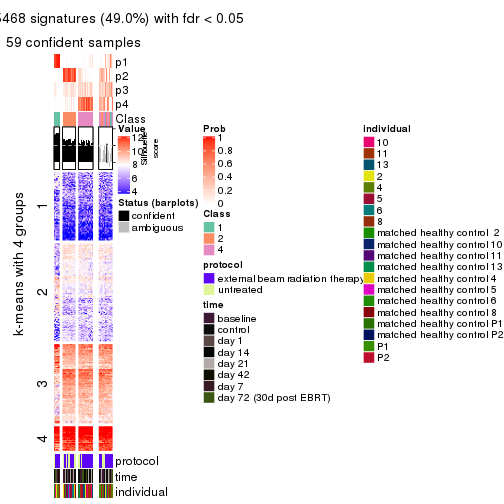 5468 signatures (49.0%) with fdr < 0.05
59 confident samples
p1
p2
p3
p4
Class
k-means with 4 groups
1
2
3
4
protocol
time
individual
Value
12
10
8
6
4
Silhouette
score
Status (barplots)
confident
ambiguous
Prob
1
0.8
0.6
0.4
0.2
0
Class
1
2
4
protocol
external beam radiation therapy
untreated
time
baseline
control
day 1
day 14
day 21
day 42
day 7
day 72 (30d post EBRT)
individual
10
11
13
2
4
5
6
8
matched healthy control 2
matched healthy control 10
matched healthy control 11
matched healthy control 13
matched healthy control 4
matched healthy control 5
matched healthy control 6
matched healthy control 8
matched healthy control P1
matched healthy control P2
P1
P2